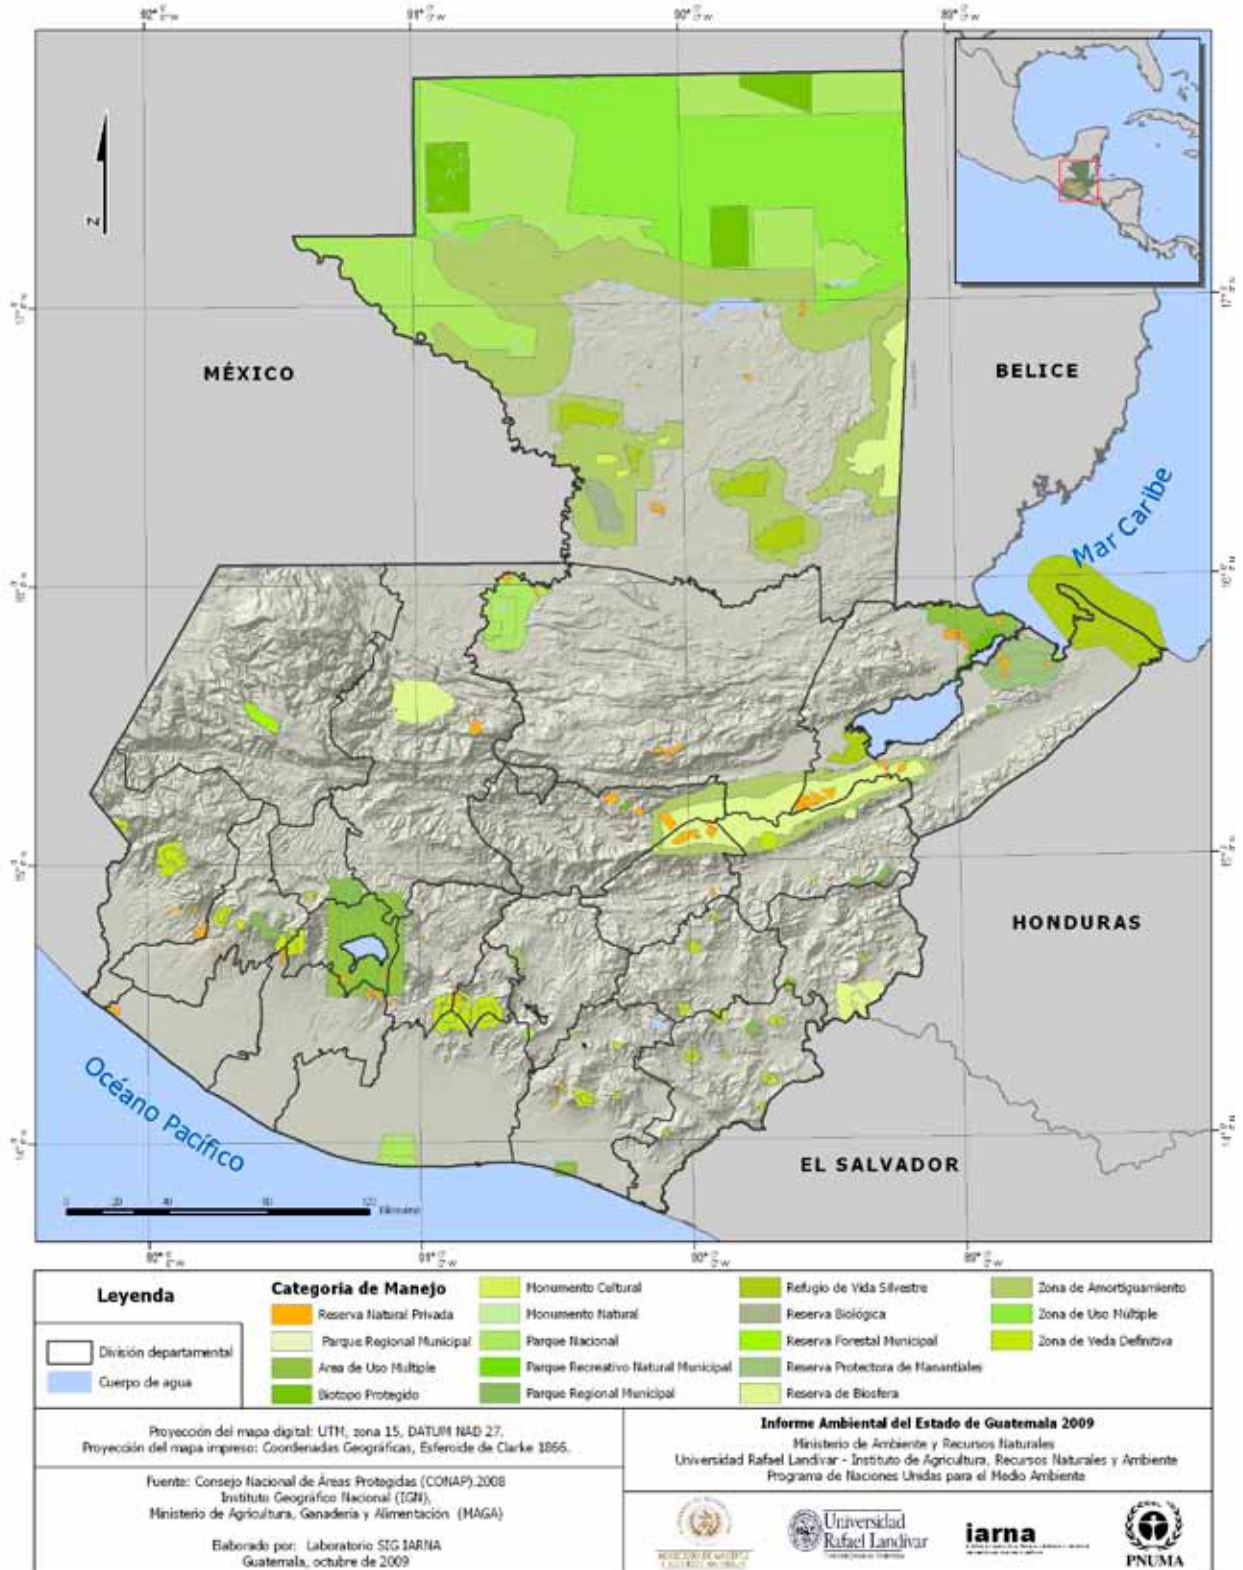 N
MÉXICO
BELICE
Mar Caribe
HONDURAS
Océano Pacífico
EL SALVADOR
0 20 40 80 120
Leyenda
División departamental
Cuerpo de agua
Categoria de Manejo
Reserva Natural Privada
Parque Regional Municipal
Area de Uso Multiple
Biotopo Protegido
Monumento Cultural
Monumento Natural
Parque Nacional
Parque Recreativo Natural Municipal
Parque Regional Municipal
Refugio de Vida Silvestre
Reserva Biológica
Reserva Forestal Municipal
Reserva Protectora de Manantiales
Reserva de Biosfera
Zona de Amortiguamiento
Zona de Uso Múltiple
Zona de Veda Definitiva
Proyección del mapa digital: UTM, zona 15, DATUM NAD 27.
Proyección del mapa impreso: Coordenadas Geográficas, Esferoide de Clarke 1866.
Fuente: Consejo Nacional de Áreas Protegidas (CONAP).2008
Instituto Geográfico Nacional (IGN),
Ministerio de Agricultura, Ganadería y Alimentación (MAGA)
Elaborado por: Laboratorio SIG IARNA
Guatemala, octubre de 2009
Informe Ambiental del Estado de Guatemala 2009
Ministerio de Ambiente y Recursos Naturales
Universidad Rafael Landivar - Instituto de Agricultura, Recursos Naturales y Ambiente
Programa de Naciones Unidas para el Medio Ambiente
Universidad
Rafael Landívar
iarna
PNUMA